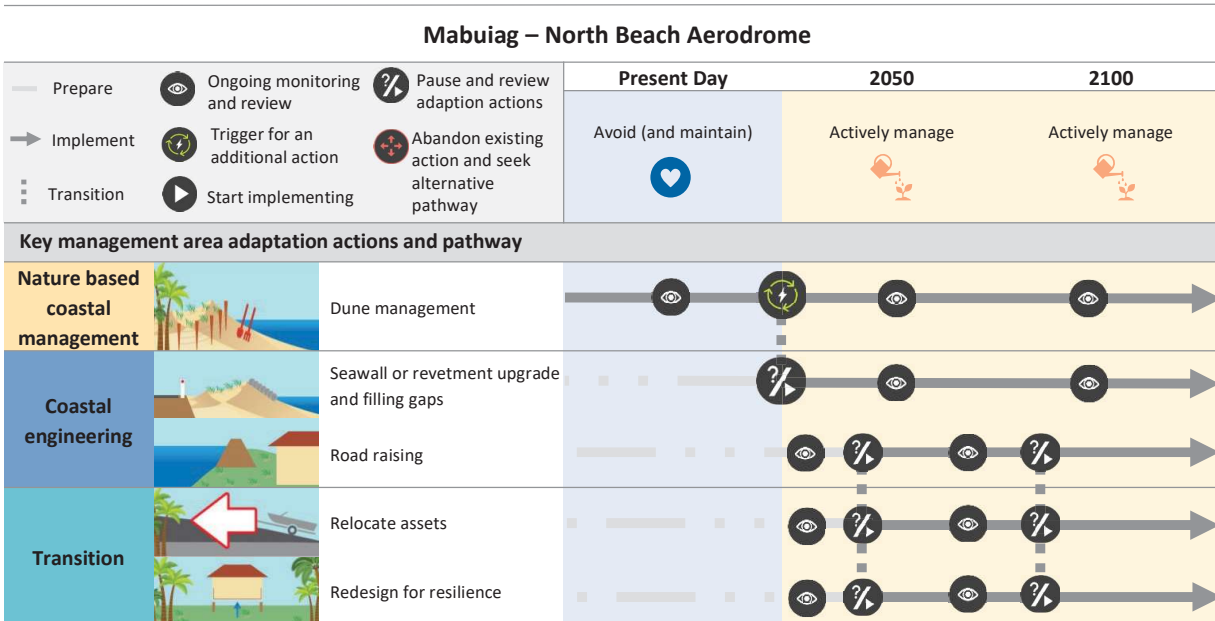 Mabuiag – North Beach Aerodrome
Prepare
Implement
Transition
Ongoing monitoring
and review
Trigger for an
additional action
Start implementing
Pause and review
adaption actions
Abandon existing
action and seek
alternative
pathway
Present Day
2050
2100
Avoid (and maintain)
Actively manage
Actively manage
Key management area adaptation actions and pathway
Nature based
coastal
management
Dune management
Coastal
engineering
Seawall or revetment upgrade
and filling gaps
Road raising
Transition
Relocate assets
Redesign for resilience